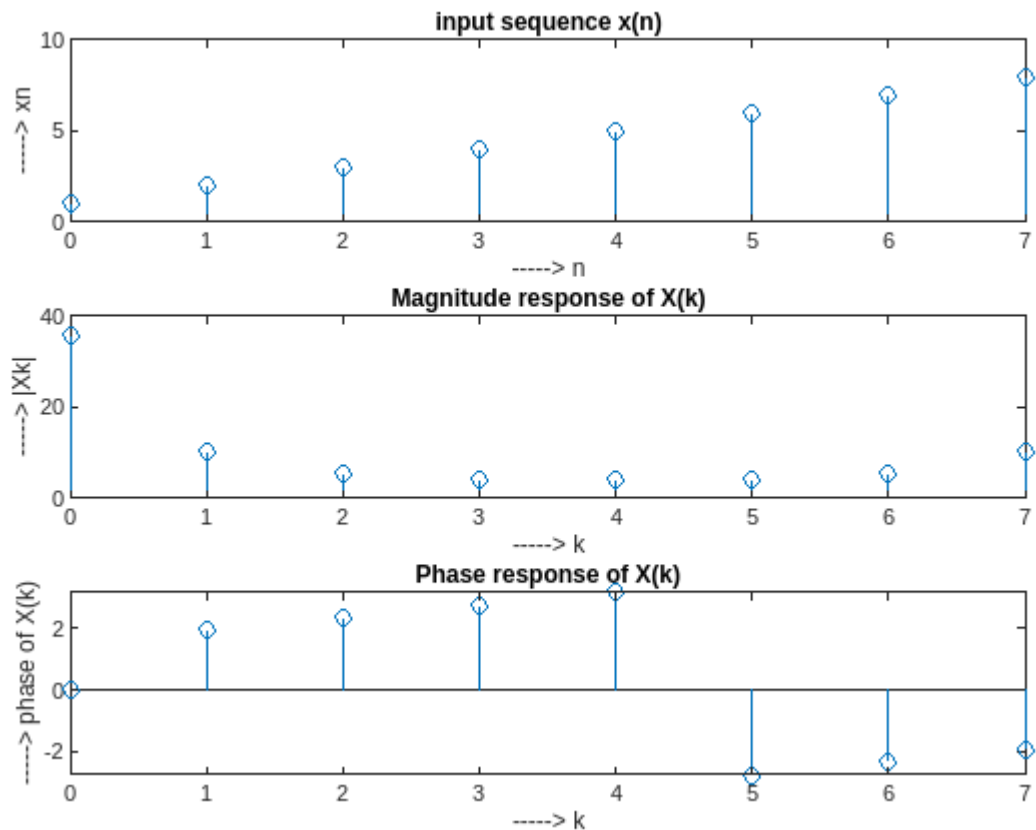 input sequence x(n)
10
5
0
-----> xn
0 1 2 3 4 5 6 7
-----> n
Magnitude response of X(k)
40
20
0
-----> |Xk|
0 1 2 3 4 5 6 7
-----> k
Phase response of X(k)
2
0
-2
-----> phase of X(k)
0 1 2 3 4 5 6 7
-----> k